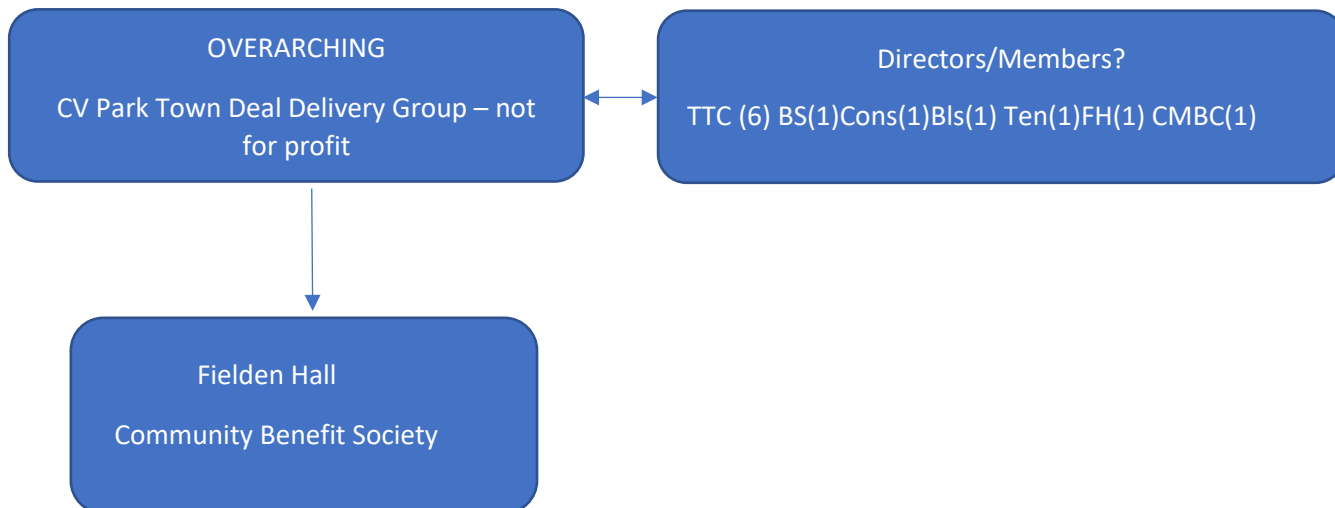 OVERARCHING
CV Park Town Deal Delivery Group – not
for profit
Directors/Members?
TTC (6) BS(1)Cons(1)Bls(1) Ten(1)FH(1) CMBC(1)
Fielden Hall
Community Benefit Society